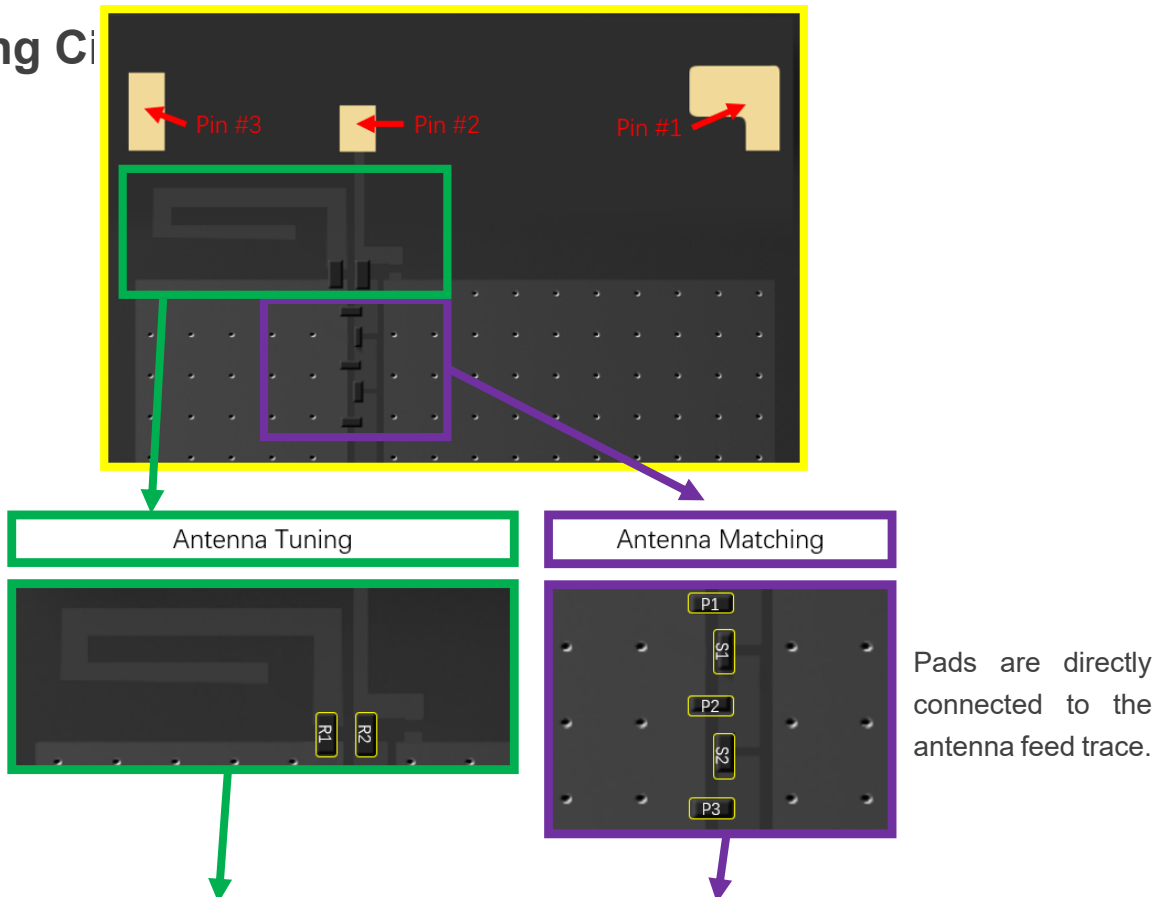 ng Ci
Pin #3
Pin #2
Pin #1
Antenna Tuning
Antenna Matching
R1
R2
P1
S1
P2
S2
P3
Pads are directly
connected to the
antenna feed trace.